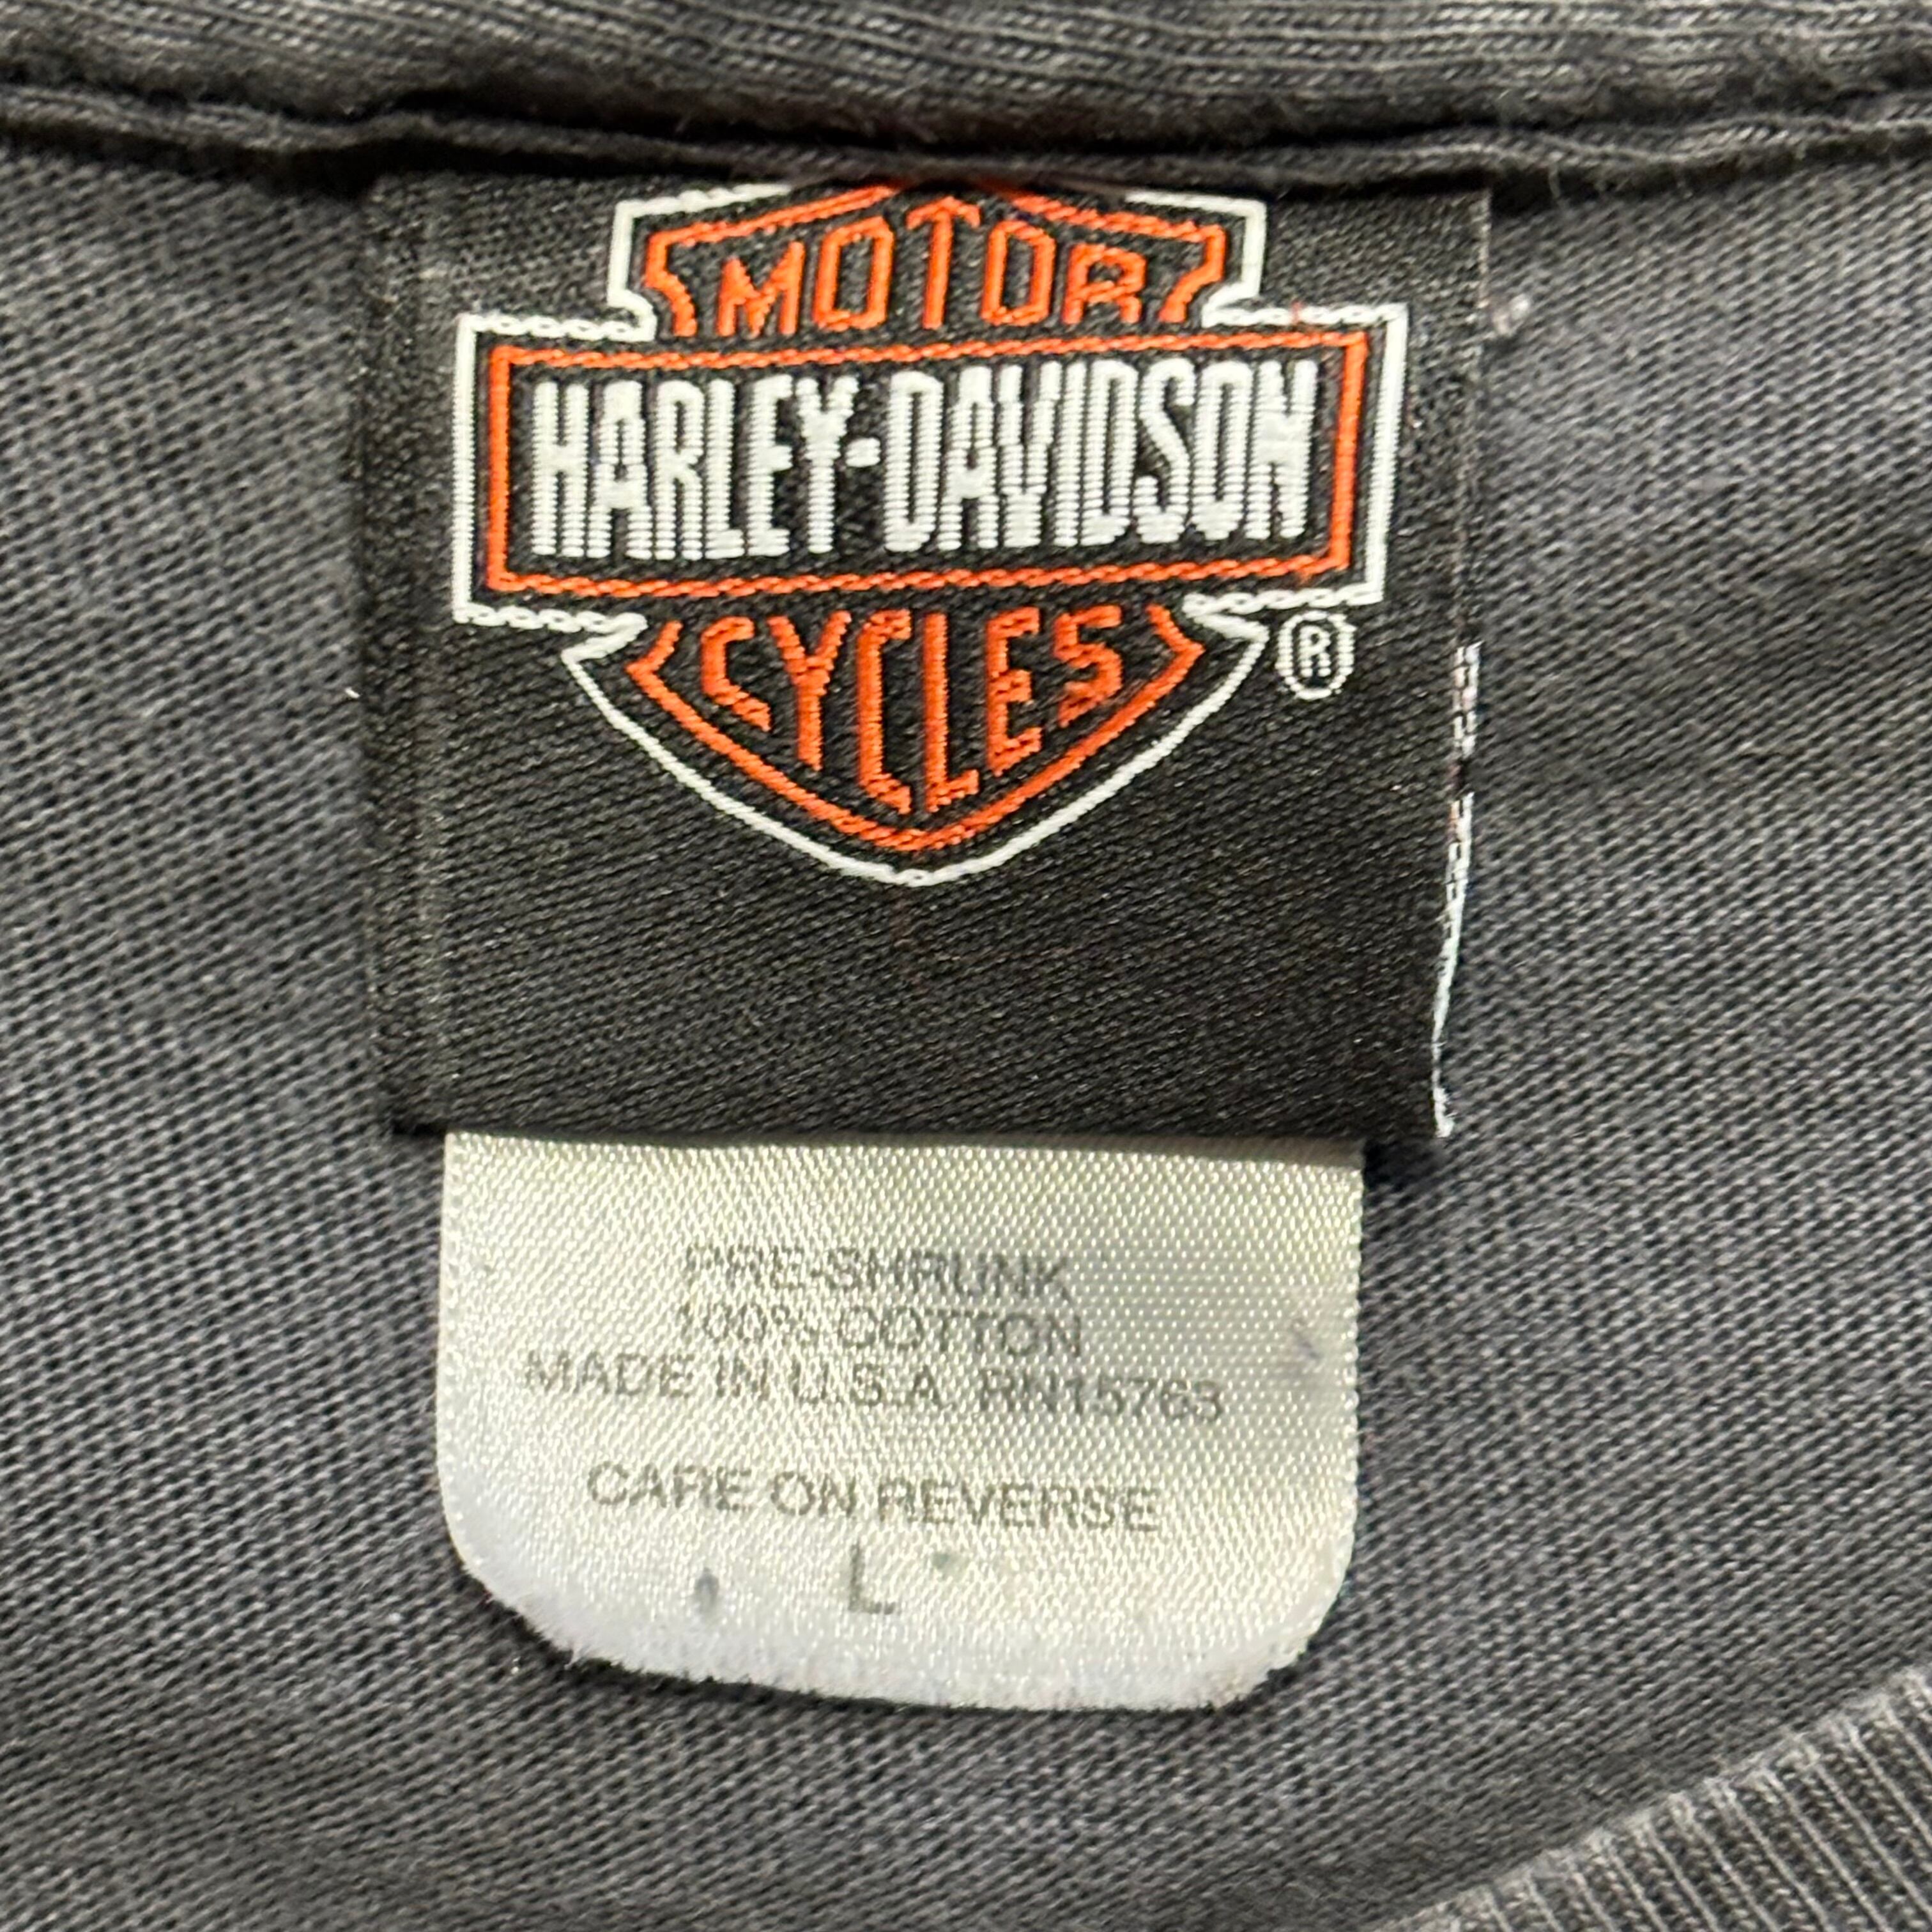 MOTOR
HARLEY-DAVIDSON
CYCLES
®
PRE-SHRUNK
100% COTTON
MADE IN U.S.A. RN15763
CARE ON REVERSE
L